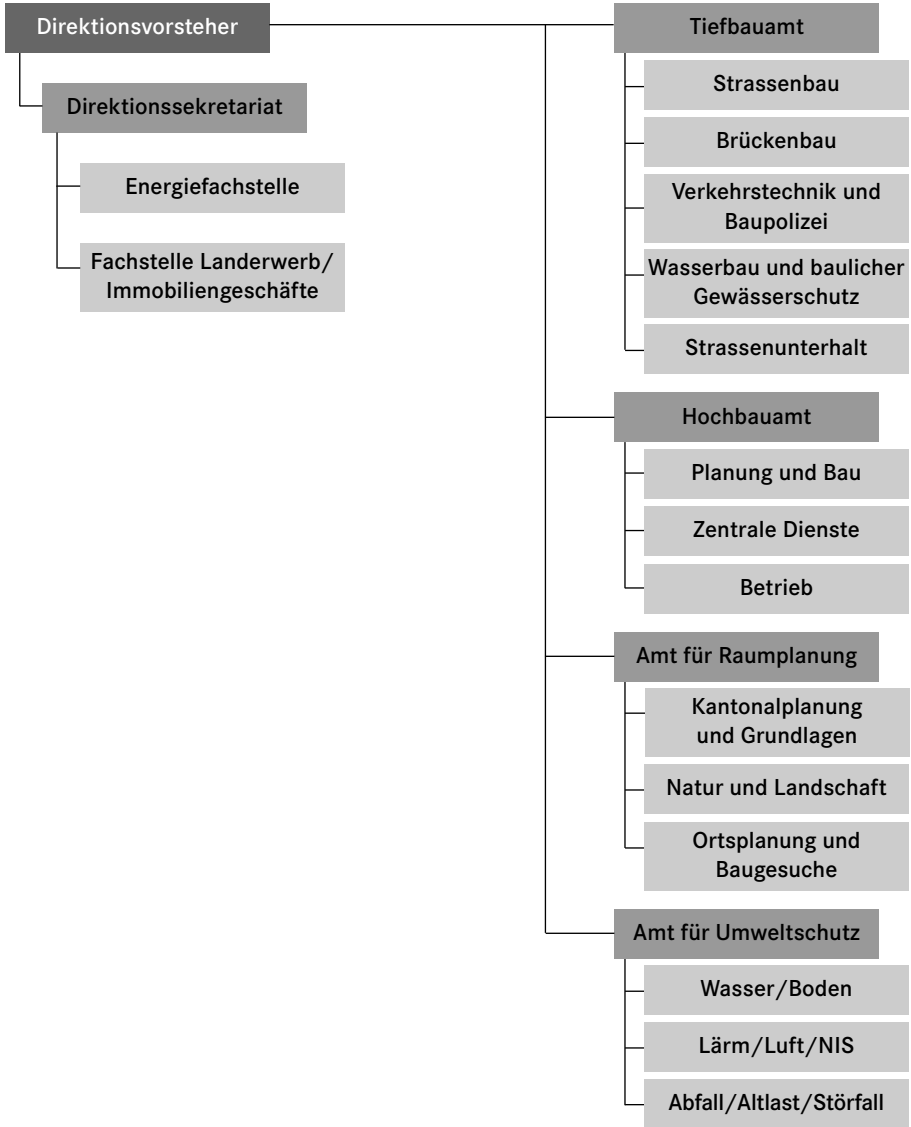 Direktionsvorsteher
Direktionssekretariat
Energiefachstelle
Fachstelle Landerwerb/
Immobiliengeschäfte
Tiefbauamt
Strassenbau
Brückenbau
Verkehrstechnik und
Baupolizei
Wasserbau und baulicher
Gewässerschutz
Strassenunterhalt
Hochbauamt
Planung und Bau
Zentrale Dienste
Betrieb
Amt für Raumplanung
Kantonalplanung
und Grundlagen
Natur und Landschaft
Ortsplanung und
Baugesuche
Amt für Umweltschutz
Wasser/Boden
Lärm/Luft/NIS
Abfall/Altlast/Störfall